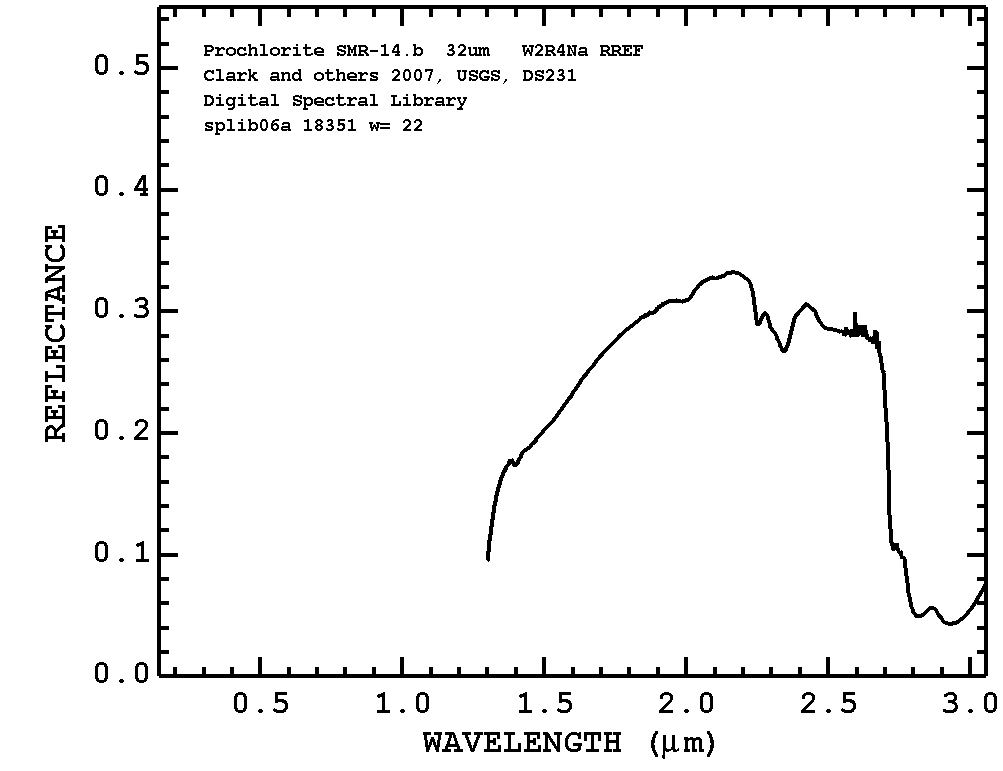 Prochlorite SMR-14.b 32um W2R4Na RREF
Clark and others 2007, USGS, DS231
Digital Spectral Library
splib06a 18351 w= 22
0.5
0.4
0.3
0.2
0.1
0.0
REFLECTANCE
0.5 1.0 1.5 2.0 2.5 3.0
WAVELENGTH (µm)